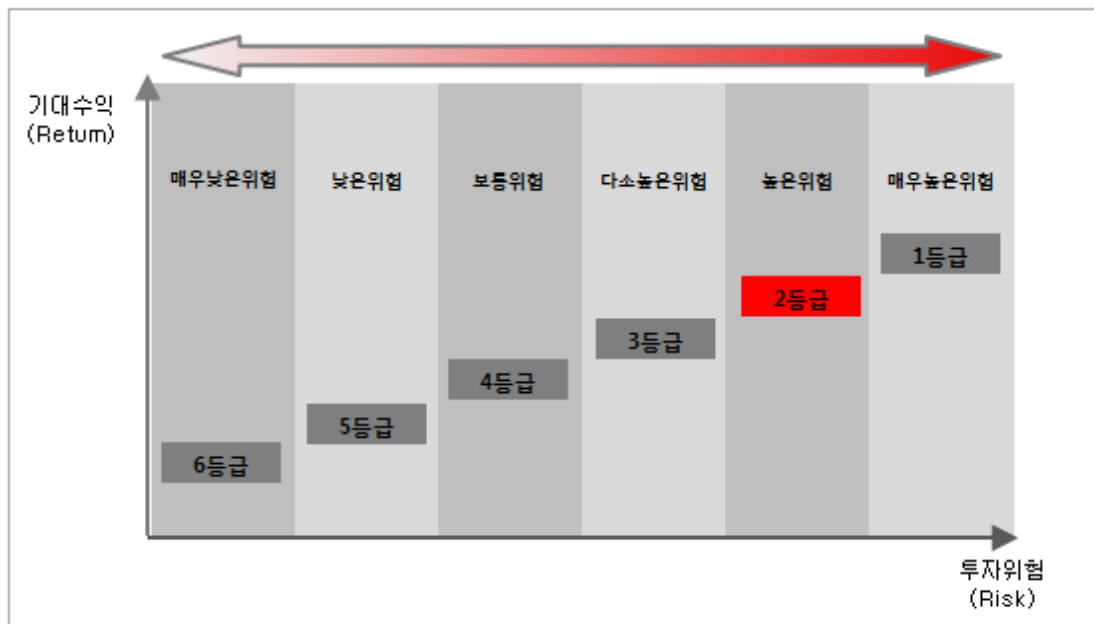 기대수익
(Retum)
매우낮은위험
낮은위험
보통위험
다소높은위험
높은위험
매우높은위험
1등급
2등급
3등급
4등급
5등급
6등급
투자위험
(Risk)